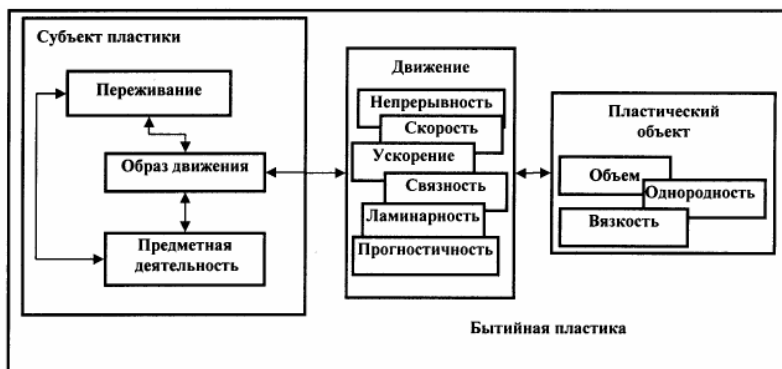 Субъект пластики
Переживание
Образ движения
Предметная
деятельность
Движение
Непрерывность
Скорость
Ускорение
Связность
Ламинарность
Прогностичность
Пластический
объект
Объем
Однородность
Вязкость
Бытийная пластика